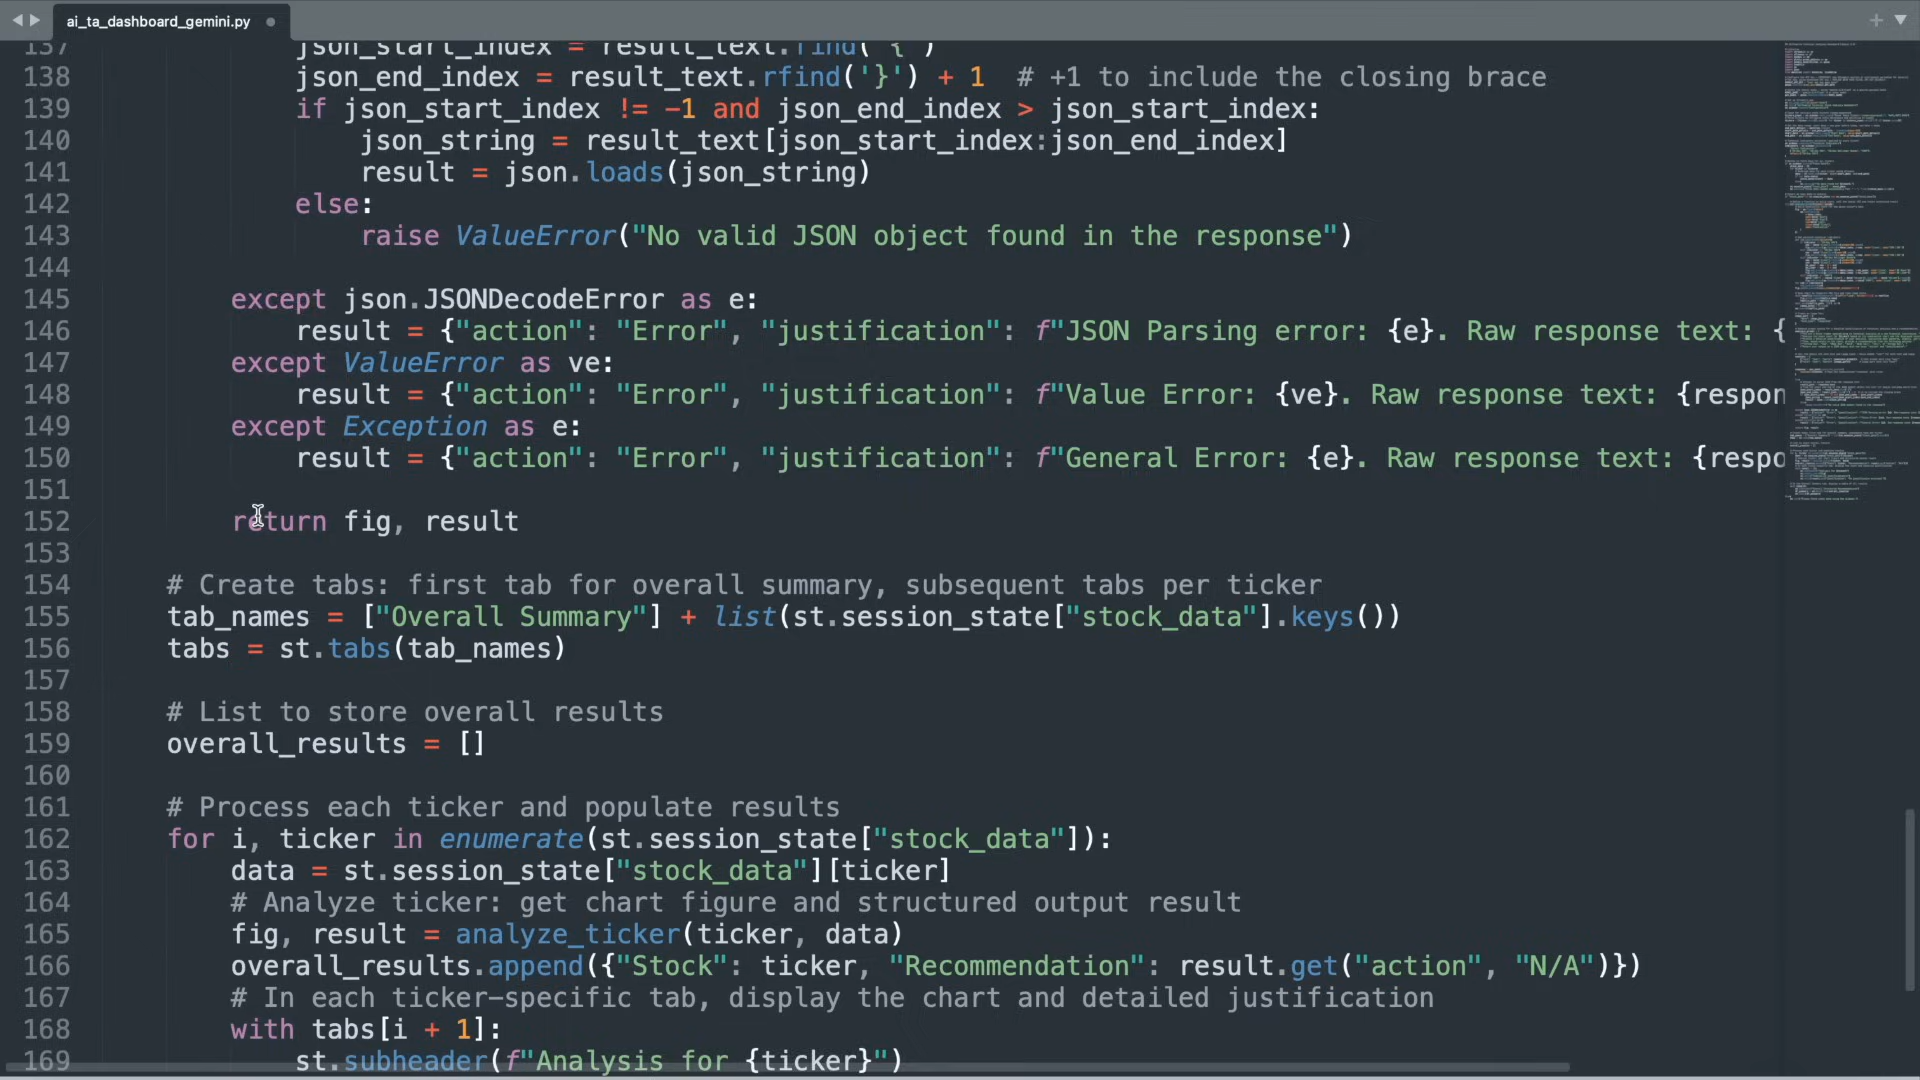 ai_ta_dashboard_gemini.py
137 json_start_index = result_text.find('{')
138 json_end_index = result_text.rfind('}') + 1  # +1 to include the closing brace
139 if json_start_index != -1 and json_end_index > json_start_index:
140 json_string = result_text[json_start_index:json_end_index]
141 result = json.loads(json_string)
142 else:
143 raise ValueError("No valid JSON object found in the response")
144
145 except json.JSONDecodeError as e:
146 result = {"action": "Error", "justification": f"JSON Parsing error: {e}. Raw response text: {
147 except ValueError as ve:
148 result = {"action": "Error", "justification": f"Value Error: {ve}. Raw response text: {respon
149 except Exception as e:
150 result = {"action": "Error", "justification": f"General Error: {e}. Raw response text: {respo
151
152 return fig, result
153
154 # Create tabs: first tab for overall summary, subsequent tabs per ticker
155 tab_names = ["Overall Summary"] + list(st.session_state["stock_data"].keys())
156 tabs = st.tabs(tab_names)
157
158 # List to store overall results
159 overall_results = []
160
161 # Process each ticker and populate results
162 for i, ticker in enumerate(st.session_state["stock_data"]):
163 data = st.session_state["stock_data"][ticker]
164 # Analyze ticker: get chart figure and structured output result
165 fig, result = analyze_ticker(ticker, data)
166 overall_results.append({"Stock": ticker, "Recommendation": result.get("action", "N/A")})
167 # In each ticker-specific tab, display the chart and detailed justification
168 with tabs[i + 1]:
169 st.subheader(f"Analysis for {ticker}")